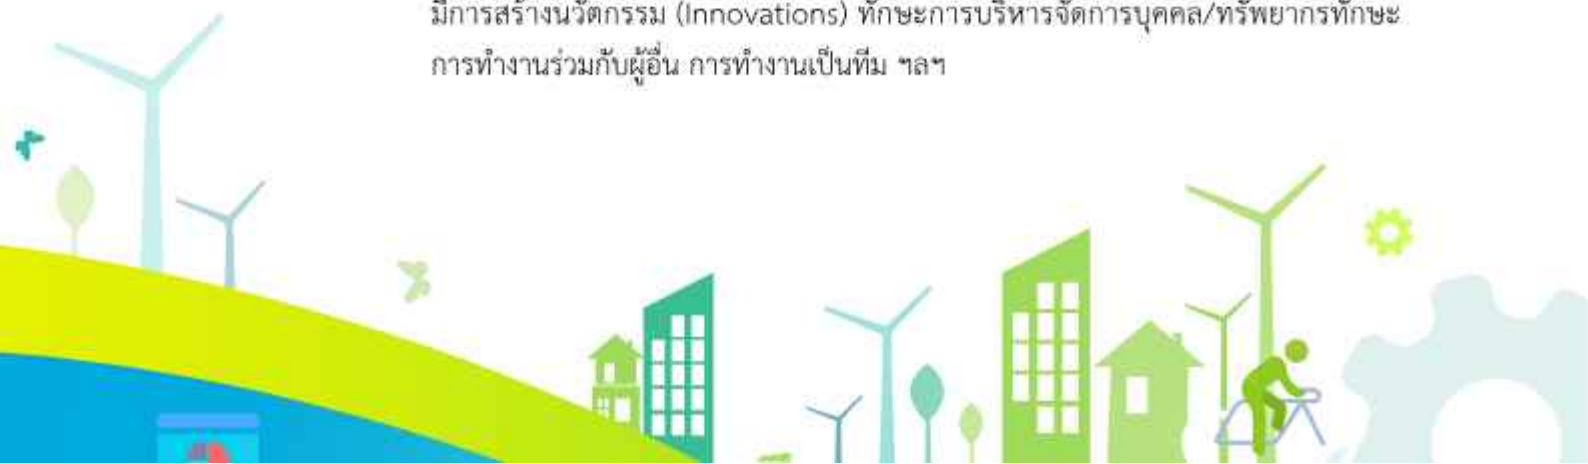 มีการสร้างนวัตกรรม (Innovations) ทักษะการบริหารจัดการบุคคล/ทรัพยากรทักษะ
การทำงานร่วมกับผู้อื่น การทำงานเป็นทีม ฯลฯ